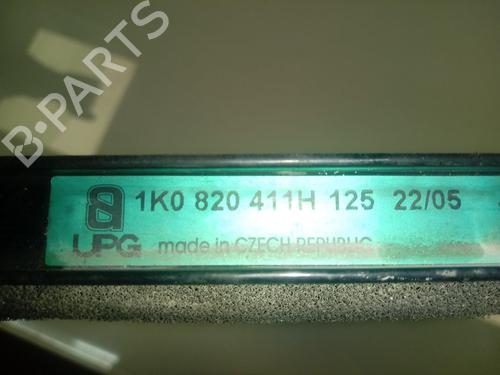 B-PARTS
1K0 820 411H 125 22/05
UPG made in CZECH REPUBLIC